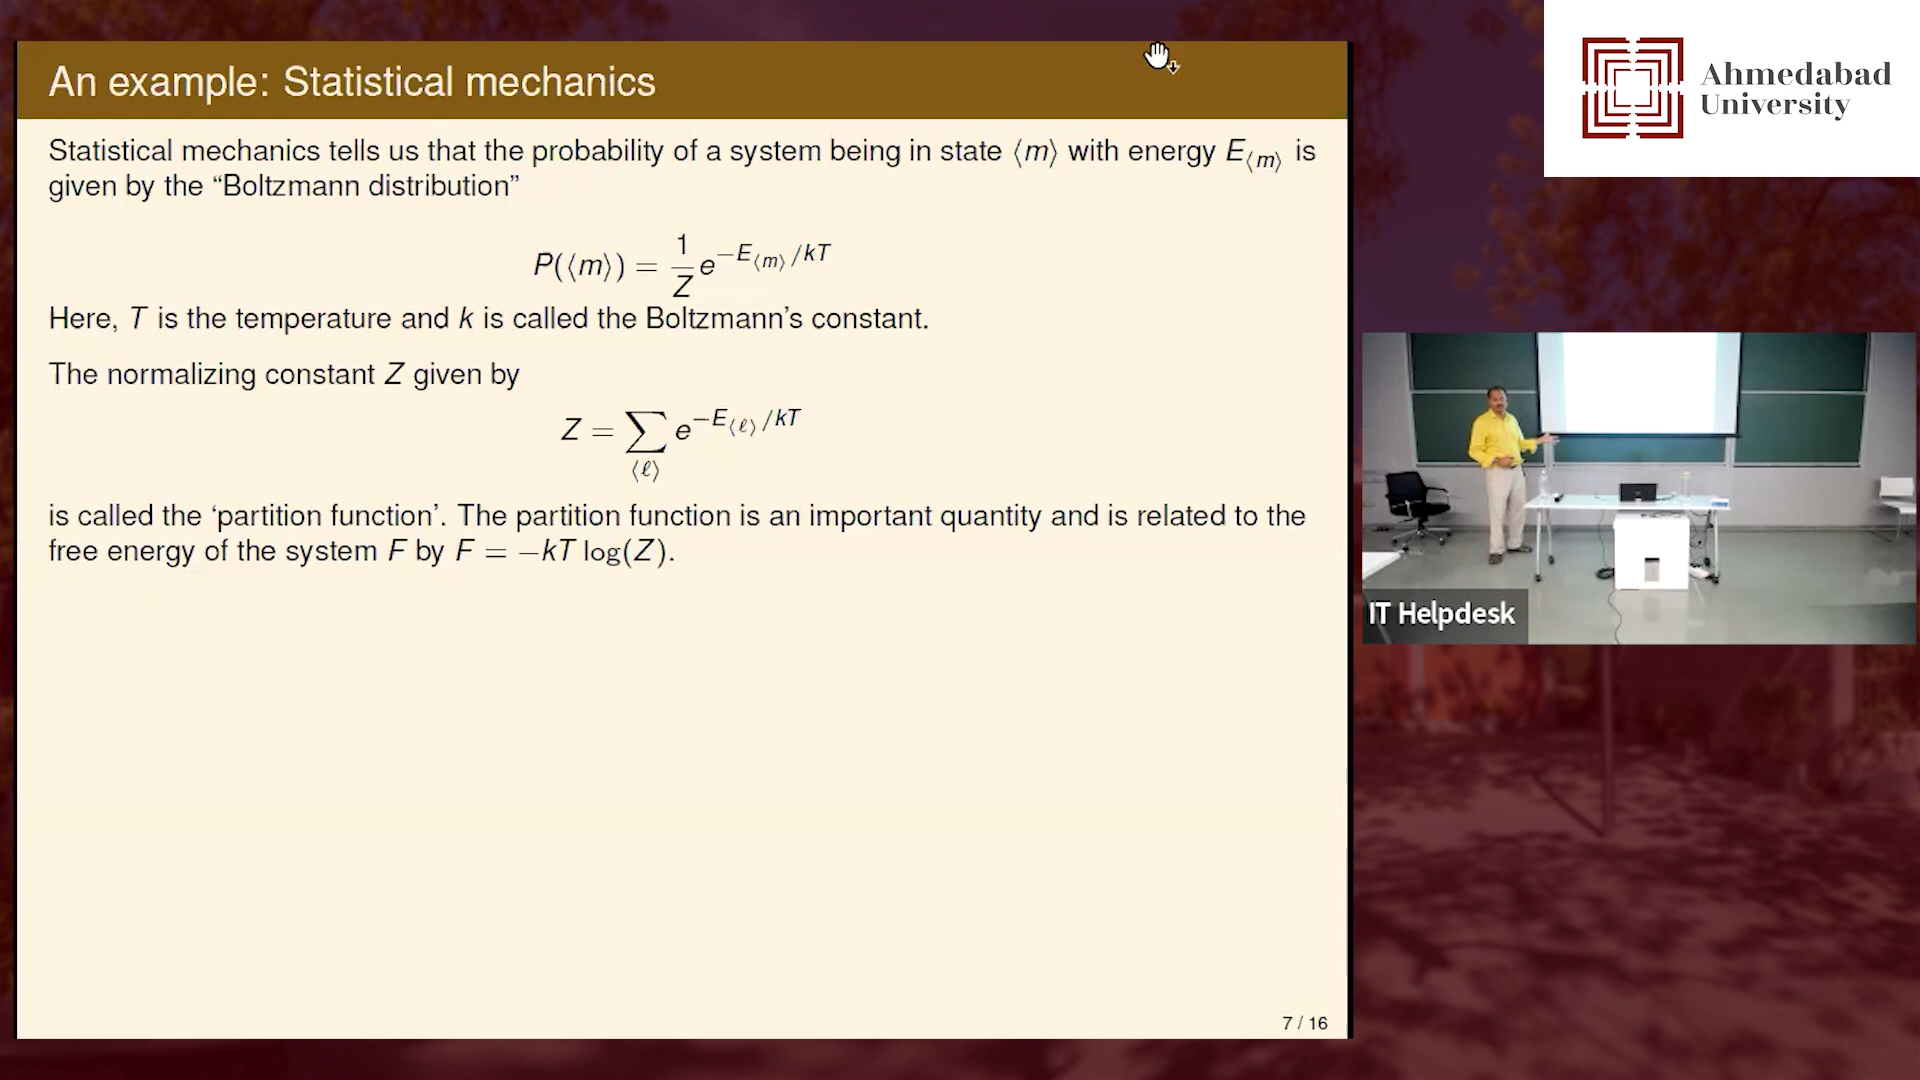 An example: Statistical mechanics
Statistical mechanics tells us that the probability of a system being in state ⟨m⟩ with energy E⟨m⟩ is
given by the “Boltzmann distribution”
P(⟨m⟩) = 1/Z e^{−E⟨m⟩/kT}
Here, T is the temperature and k is called the Boltzmann’s constant.
The normalizing constant Z given by
Z = ∑_{⟨ℓ⟩} e^{−E⟨ℓ⟩/kT}
is called the ‘partition function’. The partition function is an important quantity and is related to the
free energy of the system F by F = −kT log(Z).
7 / 16
Ahmedabad
University
IT Helpdesk